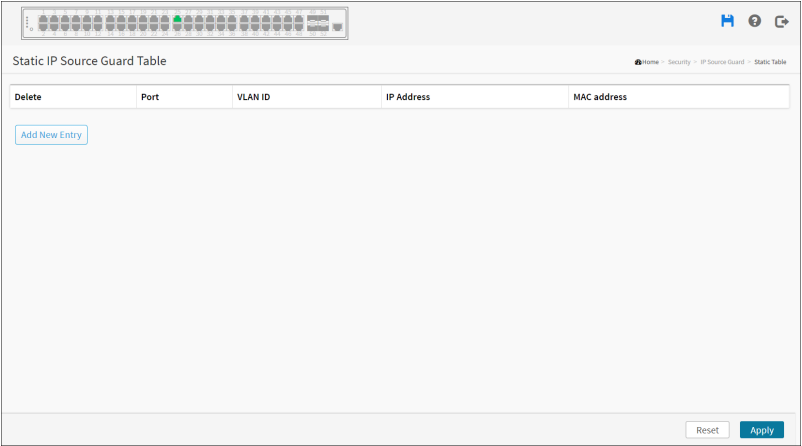 Static IP Source Guard Table
Home > Security > IP Source Guard > Static Table
Delete Port VLAN ID IP Address MAC address
Add New Entry
Reset Apply